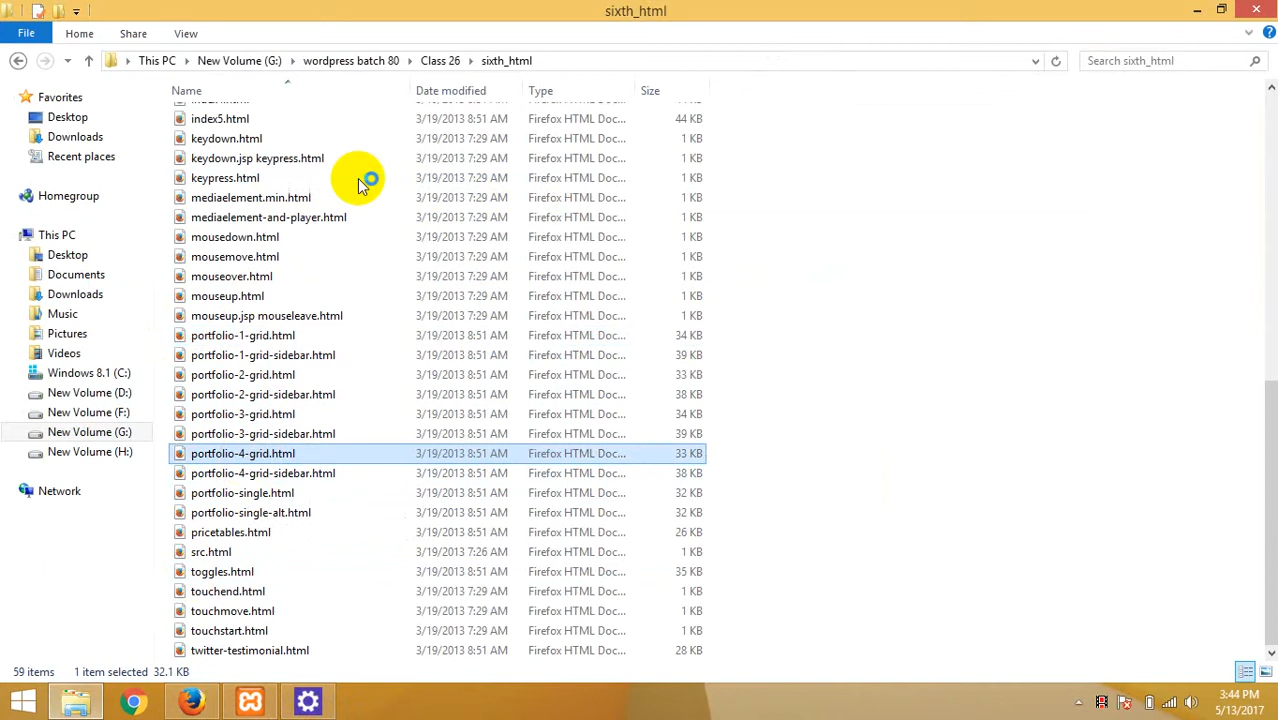 sixth_html
File Home Share View
This PC New Volume (G:) wordpress batch 80 Class 26 sixth_html Search sixth_html
Name Date modified Type Size
Favorites
Desktop
Downloads
Recent places
Homegroup
This PC
Desktop
Documents
Downloads
Music
Pictures
Videos
Windows 8.1 (C:)
New Volume (D:)
New Volume (F:)
New Volume (G:)
New Volume (H:)
Network
index5.html 3/19/2013 8:51 AM Firefox HTML Doc... 44 KB
keydown.html 3/19/2013 7:29 AM Firefox HTML Doc... 1 KB
keydown.jsp keypress.html 3/19/2013 7:29 AM Firefox HTML Doc... 1 KB
keypress.html 3/19/2013 7:29 AM Firefox HTML Doc... 1 KB
mediaelement.min.html 3/19/2013 7:29 AM Firefox HTML Doc... 1 KB
mediaelement-and-player.html 3/19/2013 7:29 AM Firefox HTML Doc... 1 KB
mousedown.html 3/19/2013 7:29 AM Firefox HTML Doc... 1 KB
mousemove.html 3/19/2013 7:29 AM Firefox HTML Doc... 1 KB
mouseover.html 3/19/2013 7:29 AM Firefox HTML Doc... 1 KB
mouseup.html 3/19/2013 7:29 AM Firefox HTML Doc... 1 KB
mouseup.jsp mouseleave.html 3/19/2013 7:29 AM Firefox HTML Doc... 1 KB
portfolio-1-grid.html 3/19/2013 8:51 AM Firefox HTML Doc... 34 KB
portfolio-1-grid-sidebar.html 3/19/2013 8:51 AM Firefox HTML Doc... 39 KB
portfolio-2-grid.html 3/19/2013 8:51 AM Firefox HTML Doc... 33 KB
portfolio-2-grid-sidebar.html 3/19/2013 8:51 AM Firefox HTML Doc... 38 KB
portfolio-3-grid.html 3/19/2013 8:51 AM Firefox HTML Doc... 34 KB
portfolio-3-grid-sidebar.html 3/19/2013 8:51 AM Firefox HTML Doc... 39 KB
portfolio-4-grid.html 3/19/2013 8:51 AM Firefox HTML Doc... 33 KB
portfolio-4-grid-sidebar.html 3/19/2013 8:51 AM Firefox HTML Doc... 38 KB
portfolio-single.html 3/19/2013 8:51 AM Firefox HTML Doc... 32 KB
portfolio-single-alt.html 3/19/2013 8:51 AM Firefox HTML Doc... 32 KB
pricetables.html 3/19/2013 8:51 AM Firefox HTML Doc... 26 KB
src.html 3/19/2013 7:26 AM Firefox HTML Doc... 1 KB
toggles.html 3/19/2013 8:51 AM Firefox HTML Doc... 35 KB
touchend.html 3/19/2013 7:29 AM Firefox HTML Doc... 1 KB
touchmove.html 3/19/2013 7:29 AM Firefox HTML Doc... 1 KB
touchstart.html 3/19/2013 7:29 AM Firefox HTML Doc... 1 KB
twitter-testimonial.html 3/19/2013 8:51 AM Firefox HTML Doc... 28 KB
59 items 1 item selected 32.1 KB
3:44 PM
5/13/2017